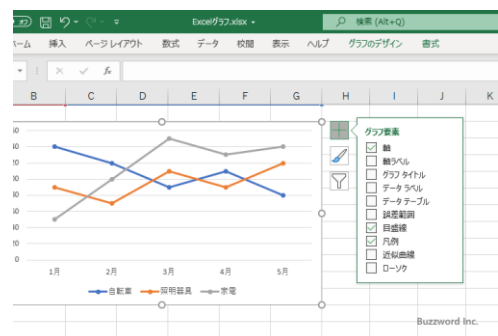 Excelグラフ.xlsx
検索 (Alt+Q)
ホーム 挿入 ページ レイアウト 数式 データ 校閲 表示 ヘルプ グラフのデザイン 書式
fx
B C D E F G H I J K
グラフ要素
軸
軸ラベル
グラフ タイトル
データ ラベル
データ テーブル
誤差範囲
目盛線
凡例
近似曲線
ローソク
20
0
1月 2月 3月 4月 5月
自転車 照明器具 家電
Buzzword Inc.